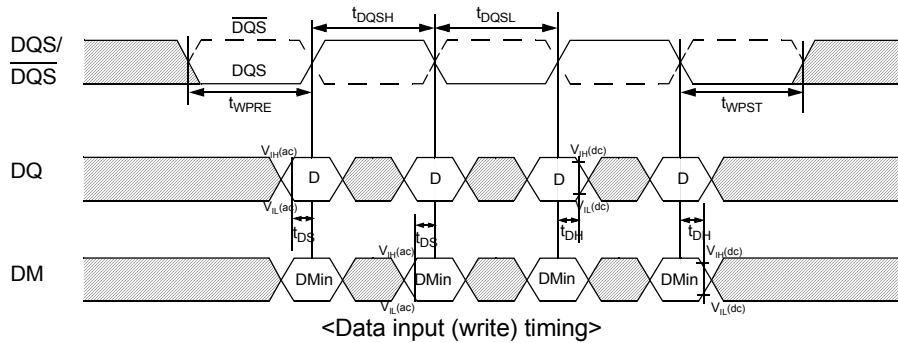 tDQSH tDQSL
DQS
DQS/
DQS
DQS
tWPRE tWPST
VIH(ac) VIH(dc)
DQ D D D D
VIL(ac) VIL(dc)
tDS tDS tDH tDH
VIH(ac) VIH(dc)
DM DMin DMin DMin DMin
VIL(ac) VIL(dc)
<Data input (write) timing>